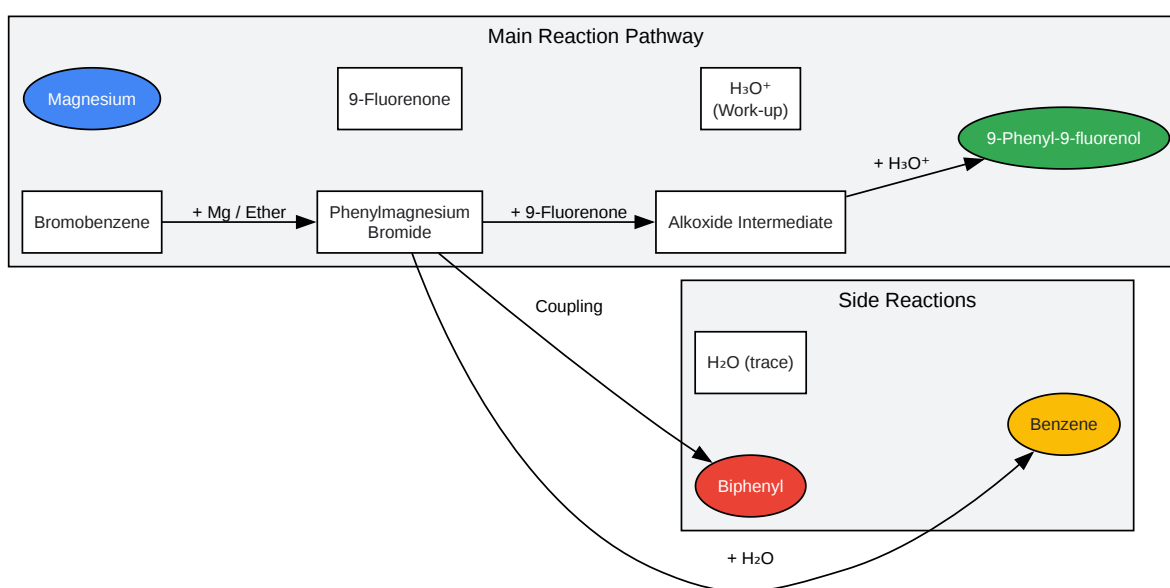 Main Reaction Pathway
Magnesium
9-Fluorenone
H₃O⁺
(Work-up)
9-Phenyl-9-fluorenol
+ H₃O⁺
Bromobenzene
+ Mg / Ether
Phenylmagnesium
Bromide
+ 9-Fluorenone
Alkoxide Intermediate
Coupling
Side Reactions
H₂O (trace)
Benzene
Biphenyl
+ H₂O